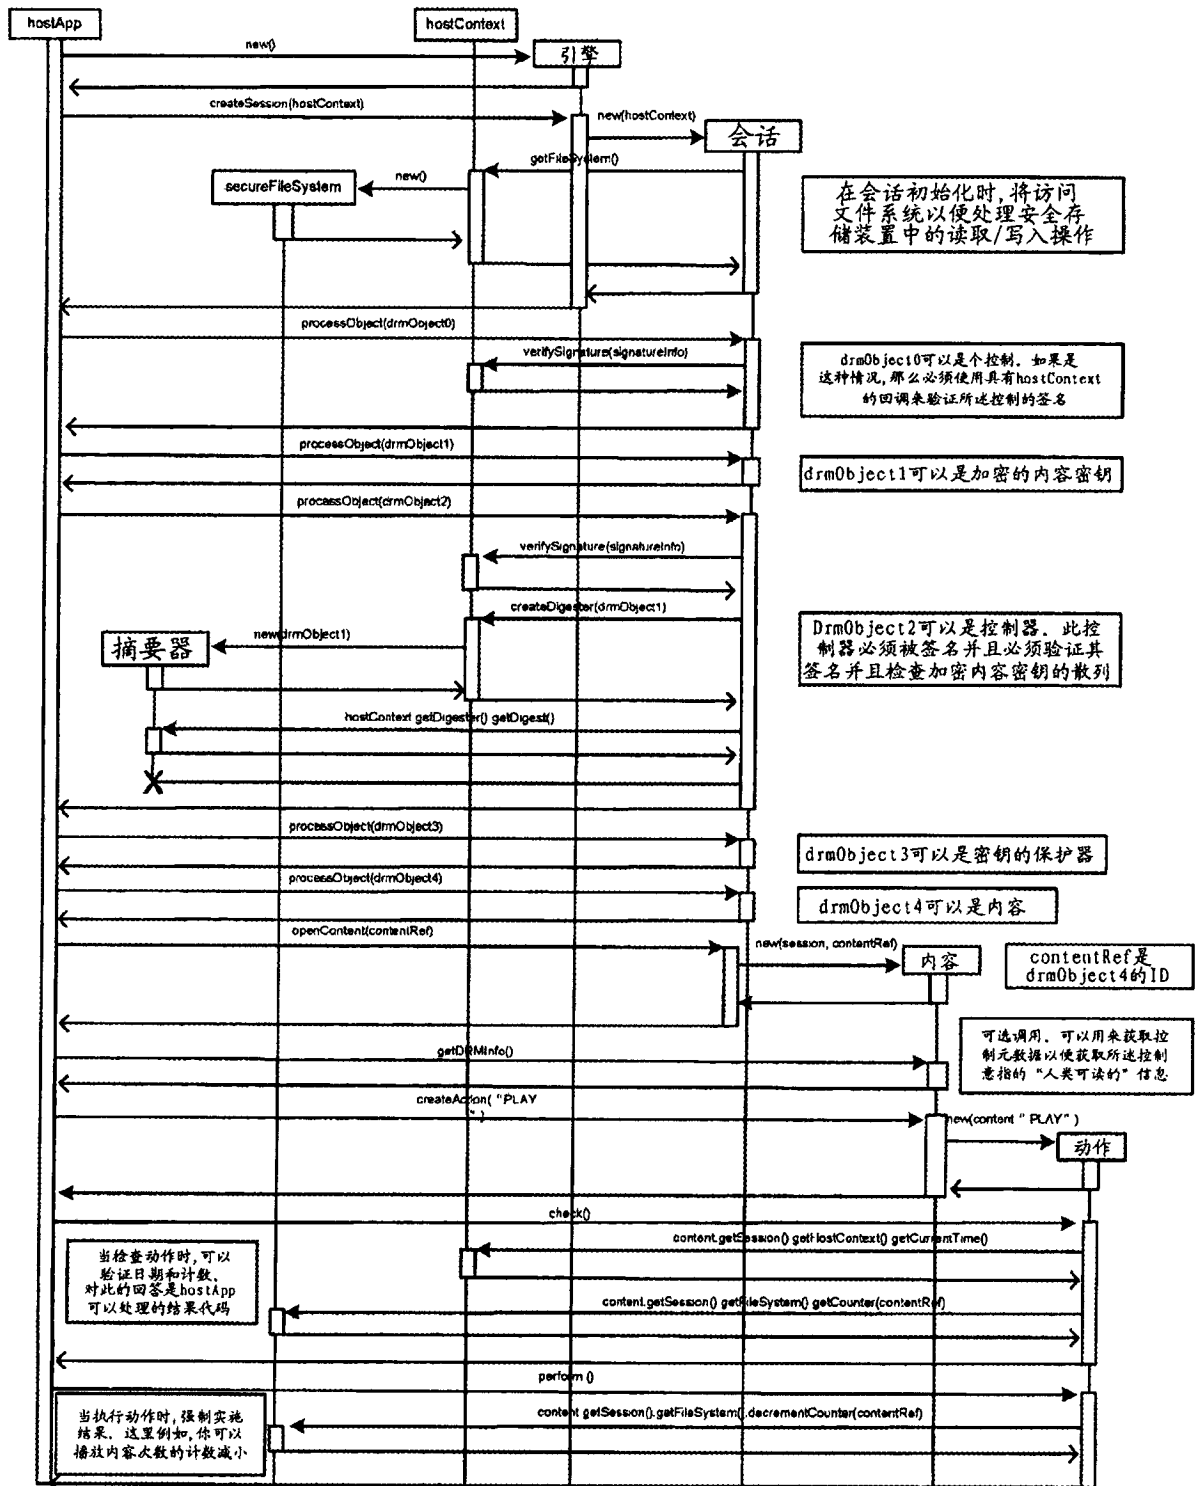 hostApp
hostContext
new()
引擎
createSession(hostContext)
new(hostContext)
会话
getFileSystem()
new()
secureFileSystem
在会话初始化时,将访问
文件系统以便处理安全存
储装置中的读取/写入操作
processObject(drmObject0)
verifySignature(signatureInfo)
drmObject0可以是个控制。如果是
这种情况,那么必须使用具有hostContext
的回调来验证所述控制的签名
processObject(drmObject1)
drmObject1可以是加密的内容密钥
processObject(drmObject2)
verifySignature(signatureInfo)
createDigester(drmObject1)
new(drmObject1)
摘要器
DrmObject2可以是控制器。此控
制器必须被签名并且必须验证其
签名并且检查加密内容密钥的散列
hostContext getDigester() getDigest()
processObject(drmObject3)
drmObject3可以是密钥的保护器
processObject(drmObject4)
drmObject4可以是内容
openContent(contentRef)
new(session, contentRef)
内容
contentRef是
drmObject4的ID
getDRMInfo()
可选调用。可以用来获取控
制元数据以便获取所述控制
意指的“人类可读的”信息
createAction( “PLAY
” )
new(content “ PLAY” )
动作
check()
content.getSession() getHostContext() getCurrentTime()
当检查动作时,可以
验证日期和计数。
对此的回答是hostApp
可以处理的结果代码
content.getSession() getFileSystem() getCounter(contentRef)
perform ()
当执行动作时,强制实施
结果。这里例如,你可以
播放内容次数的计数减小
content getSession().getFileSystem().decrementCounter(contentRef)